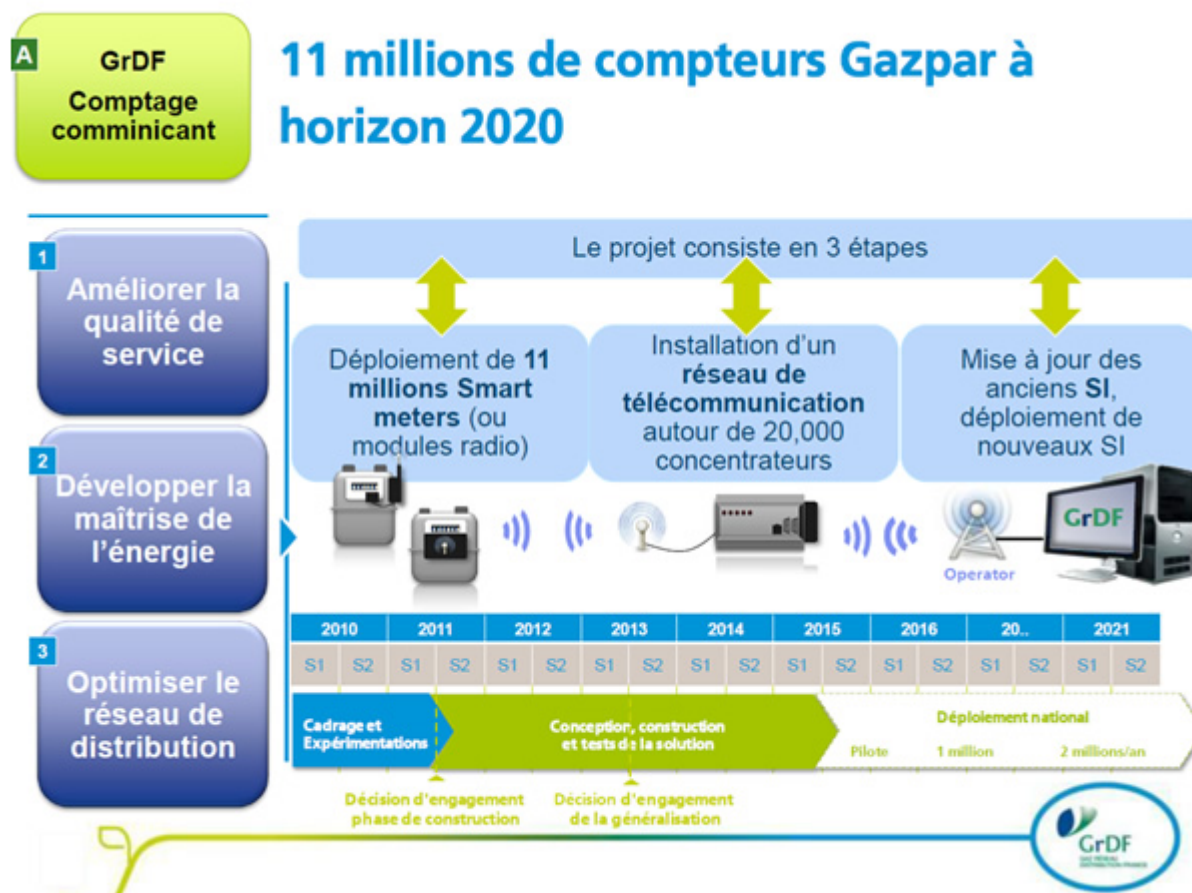 A
GrDF
Comptage
comminicant
11 millions de compteurs Gazpar à
horizon 2020
1
Améliorer la
qualité de
service
2
Développer la
maîtrise de
l'énergie
3
Optimiser le
réseau de
distribution
Le projet consiste en 3 étapes
Déploiement de 11
millions Smart
meters (ou
modules radio)
Installation d'un
réseau de
télécommunication
autour de 20,000
concentrateurs
Mise à jour des
anciens SI,
déploiement de
nouveaux SI
GrDF
Operator
2010 2011 2012 2013 2014 2015 2016 20.. 2021
S1 S2 S1 S2 S1 S2 S1 S2 S1 S2 S1 S2 S1 S2 S1 S2 S1 S2
Cadrage et
Expérimentations
Conception, construction
et tests de la solution
Déploiement national
Pilote 1 million 2 millions/an
Décision d'engagement
phase de construction
Décision d'engagement
de la généralisation
GrDF
GAZ RÉSEAU
DISTRIBUTION FRANCE